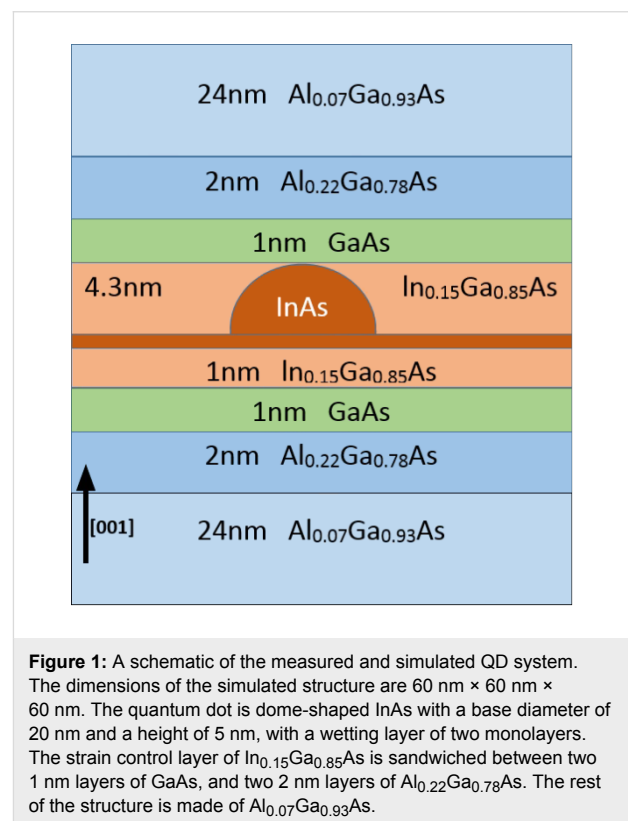 24nm Al₀.₀₇Ga₀.₉₃As
2nm Al₀.₂₂Ga₀.₇₈As
1nm GaAs
4.3nm In₀.₁₅Ga₀.₈₅As
InAs
1nm In₀.₁₅Ga₀.₈₅As
1nm GaAs
2nm Al₀.₂₂Ga₀.₇₈As
[001] 24nm Al₀.₀₇Ga₀.₉₃As
Figure 1: A schematic of the measured and simulated QD system.
The dimensions of the simulated structure are 60 nm × 60 nm ×
60 nm. The quantum dot is dome-shaped InAs with a base diameter of
20 nm and a height of 5 nm, with a wetting layer of two monolayers.
The strain control layer of In₀.₁₅Ga₀.₈₅As is sandwiched between two
1 nm layers of GaAs, and two 2 nm layers of Al₀.₂₂Ga₀.₇₈As. The rest
of the structure is made of Al₀.₀₇Ga₀.₉₃As.